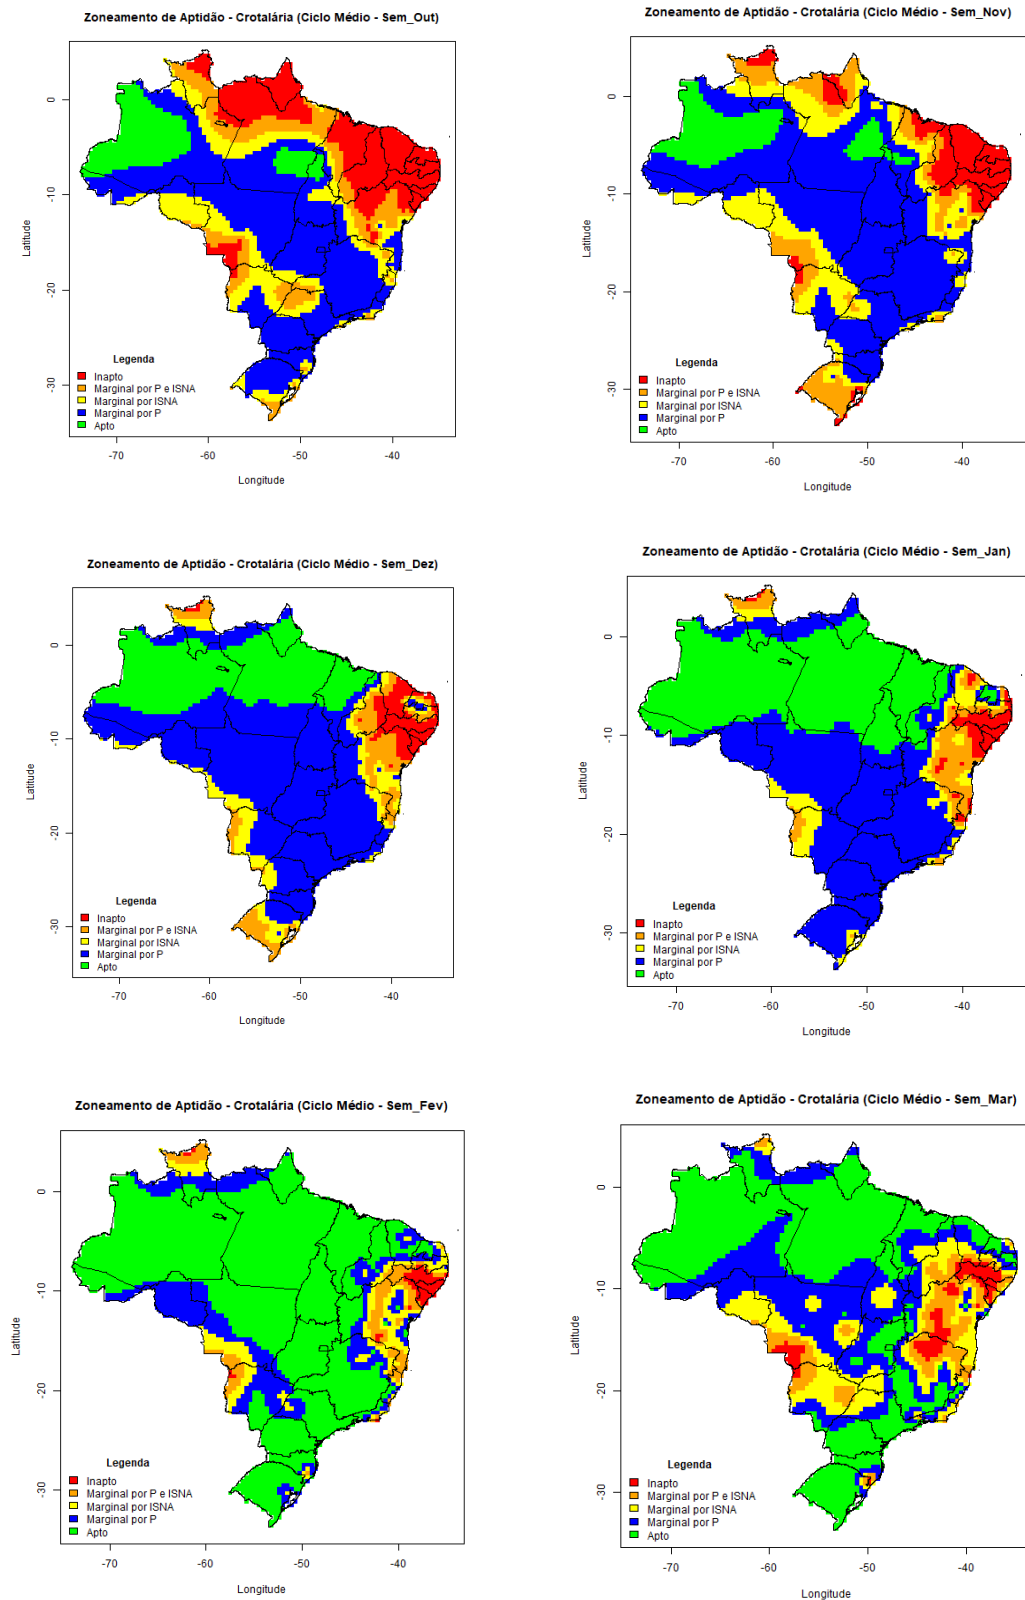 Zoneamento de Aptidão - Crotalária (Ciclo Médio - Sem_Out)
Latitude
0
-10
-20
-30
Legenda
Inapto
Marginal por P e ISNA
Marginal por ISNA
Marginal por P
Apto
-70 -60 -50 -40
Longitude
Zoneamento de Aptidão - Crotalária (Ciclo Médio - Sem_Nov)
Latitude
0
-10
-20
-30
Legenda
Inapto
Marginal por P e ISNA
Marginal por ISNA
Marginal por P
Apto
-70 -60 -50 -40
Longitude
Zoneamento de Aptidão - Crotalária (Ciclo Médio - Sem_Dez)
Latitude
0
-10
-20
-30
Legenda
Inapto
Marginal por P e ISNA
Marginal por ISNA
Marginal por P
Apto
-70 -60 -50 -40
Longitude
Zoneamento de Aptidão - Crotalária (Ciclo Médio - Sem_Jan)
Latitude
0
-10
-20
-30
Legenda
Inapto
Marginal por P e ISNA
Marginal por ISNA
Marginal por P
Apto
-70 -60 -50 -40
Longitude
Zoneamento de Aptidão - Crotalária (Ciclo Médio - Sem_Fev)
Latitude
0
-10
-20
-30
Legenda
Inapto
Marginal por P e ISNA
Marginal por ISNA
Marginal por P
Apto
-70 -60 -50 -40
Longitude
Zoneamento de Aptidão - Crotalária (Ciclo Médio - Sem_Mar)
Latitude
0
-10
-20
-30
Legenda
Inapto
Marginal por P e ISNA
Marginal por ISNA
Marginal por P
Apto
-70 -60 -50 -40
Longitude